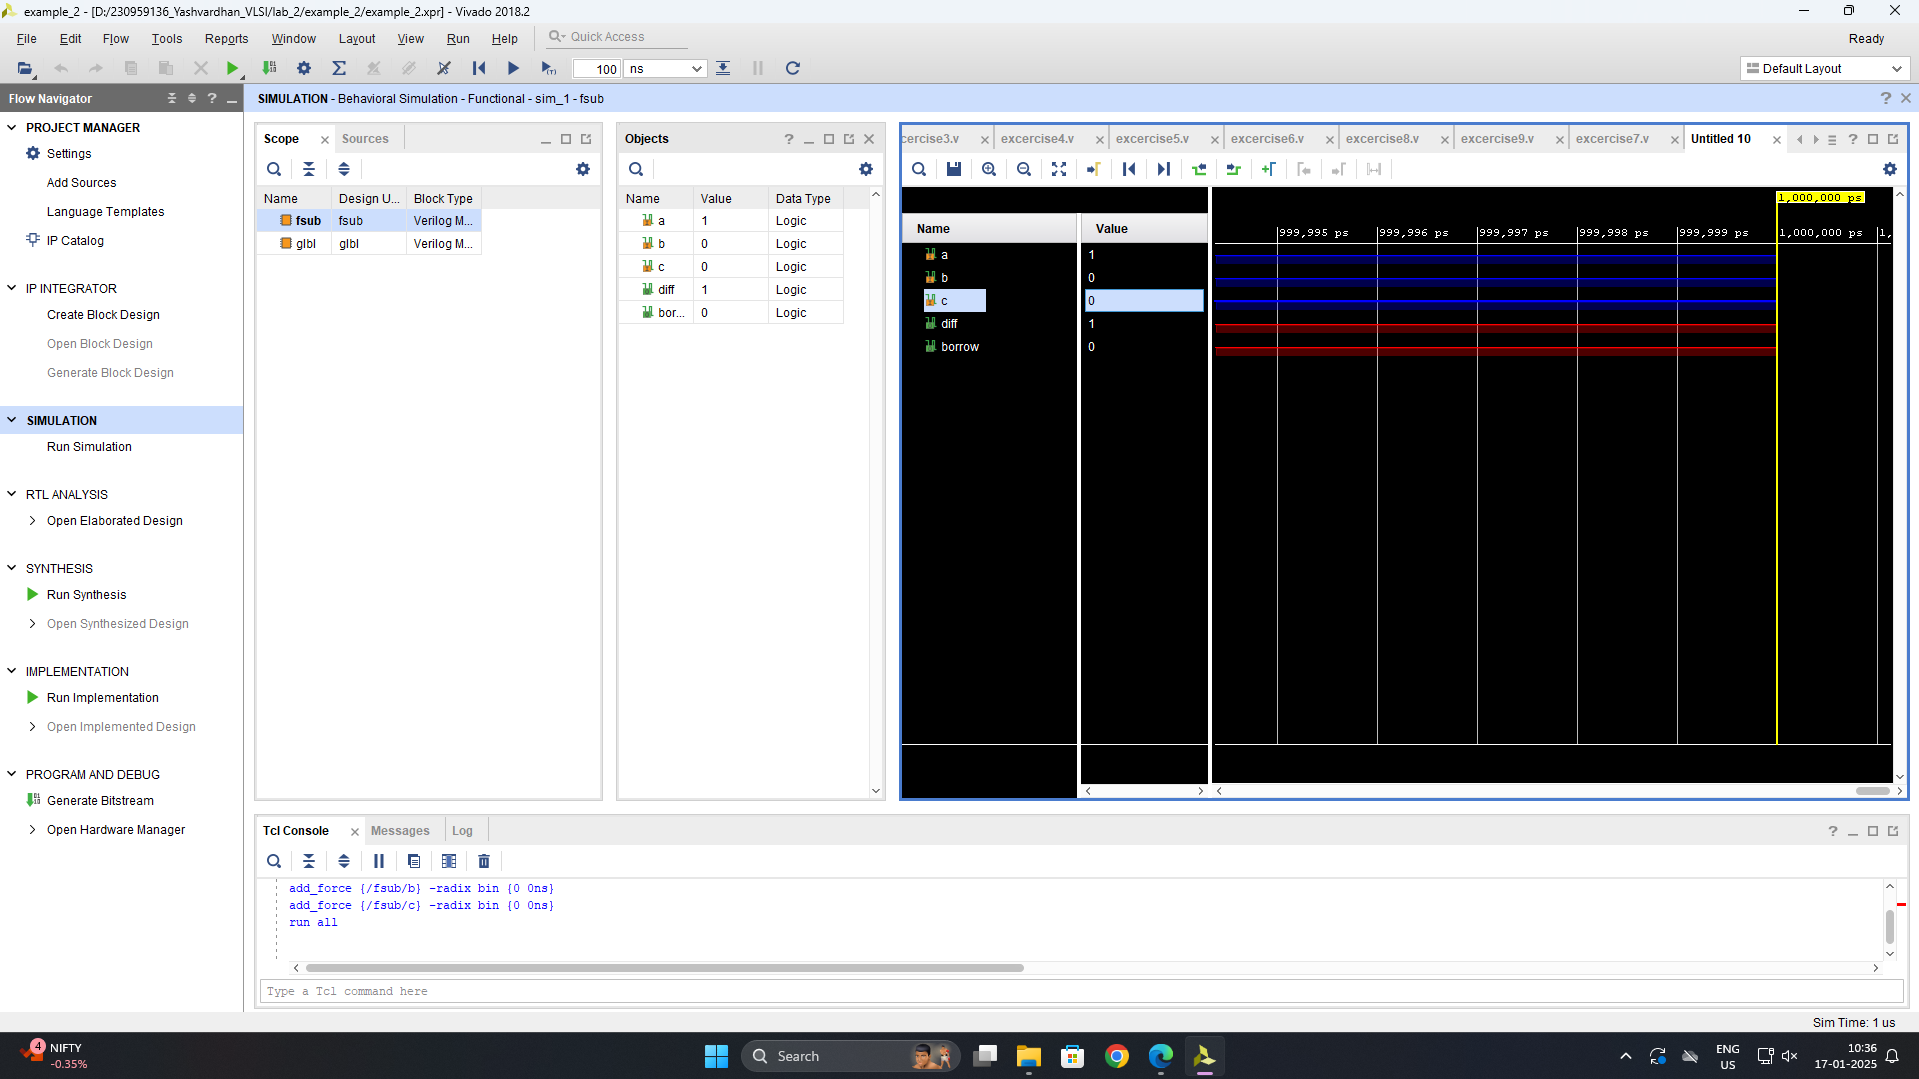 example_2 - [D:/230959136_Yashvardhan_VLSI/lab_2/example_2/example_2.xpr] - Vivado 2018.2
File Edit Flow Tools Reports Window Layout View Run Help Quick Access
Ready
100 ns
Default Layout
Flow Navigator
SIMULATION - Behavioral Simulation - Functional - sim_1 - fsub
PROJECT MANAGER
Settings
Add Sources
Language Templates
IP Catalog
IP INTEGRATOR
Create Block Design
Open Block Design
Generate Block Design
SIMULATION
Run Simulation
RTL ANALYSIS
Open Elaborated Design
SYNTHESIS
Run Synthesis
Open Synthesized Design
IMPLEMENTATION
Run Implementation
Open Implemented Design
PROGRAM AND DEBUG
Generate Bitstream
Open Hardware Manager
Scope Sources
Name Design U... Block Type
fsub fsub Verilog M...
glbl glbl Verilog M...
Objects
Name Value Data Type
a 1 Logic
b 0 Logic
c 0 Logic
diff 1 Logic
bor... 0 Logic
cercise3.v excercise4.v excercise5.v excercise6.v excercise8.v excercise9.v excercise7.v Untitled 10
1,000,000 ps
Name Value
999,995 ps 999,996 ps 999,997 ps 999,998 ps 999,999 ps 1,000,000 ps 1,
a 1
b 0
c 0
diff 1
borrow 0
Tcl Console Messages Log
add_force {/fsub/b} -radix bin {0 0ns}
add_force {/fsub/c} -radix bin {0 0ns}
run all
Type a Tcl command here
Sim Time: 1 us
4
NIFTY
-0.35%
Search
ENG
US
10:36
17-01-2025